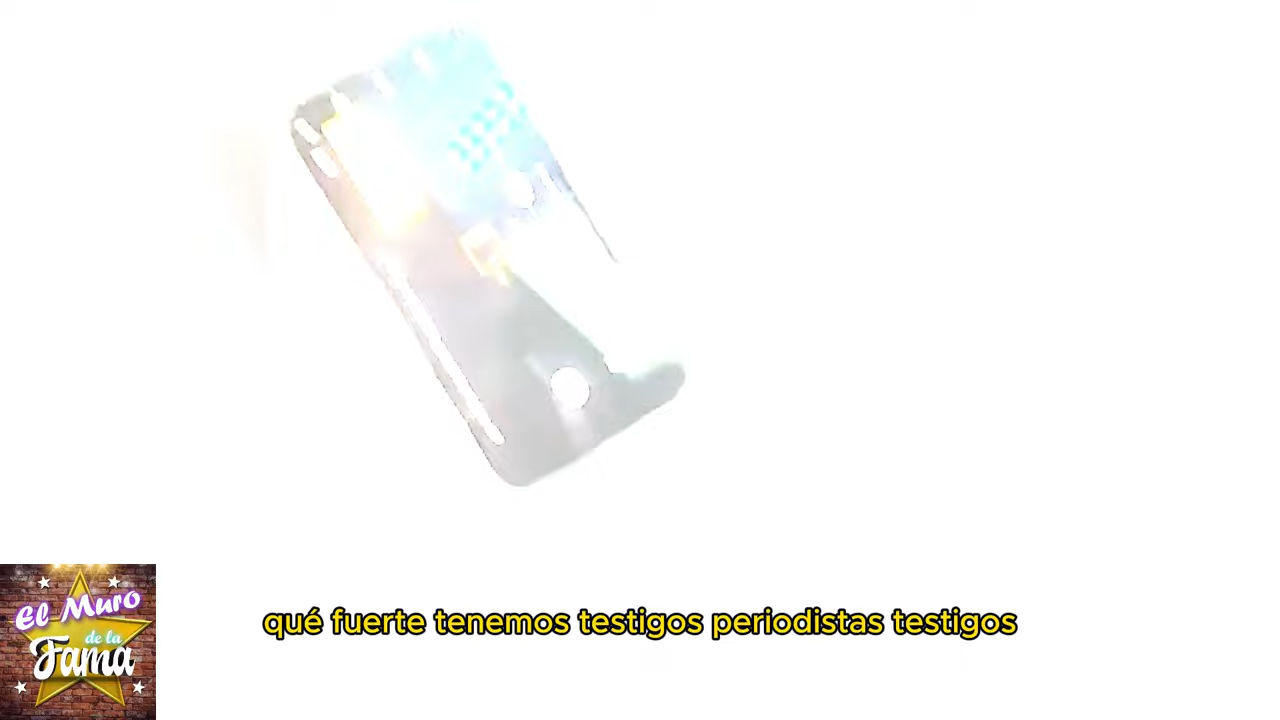 qué fuerte tenemos testigos periodistas testigos
El Muro
de la
Fama